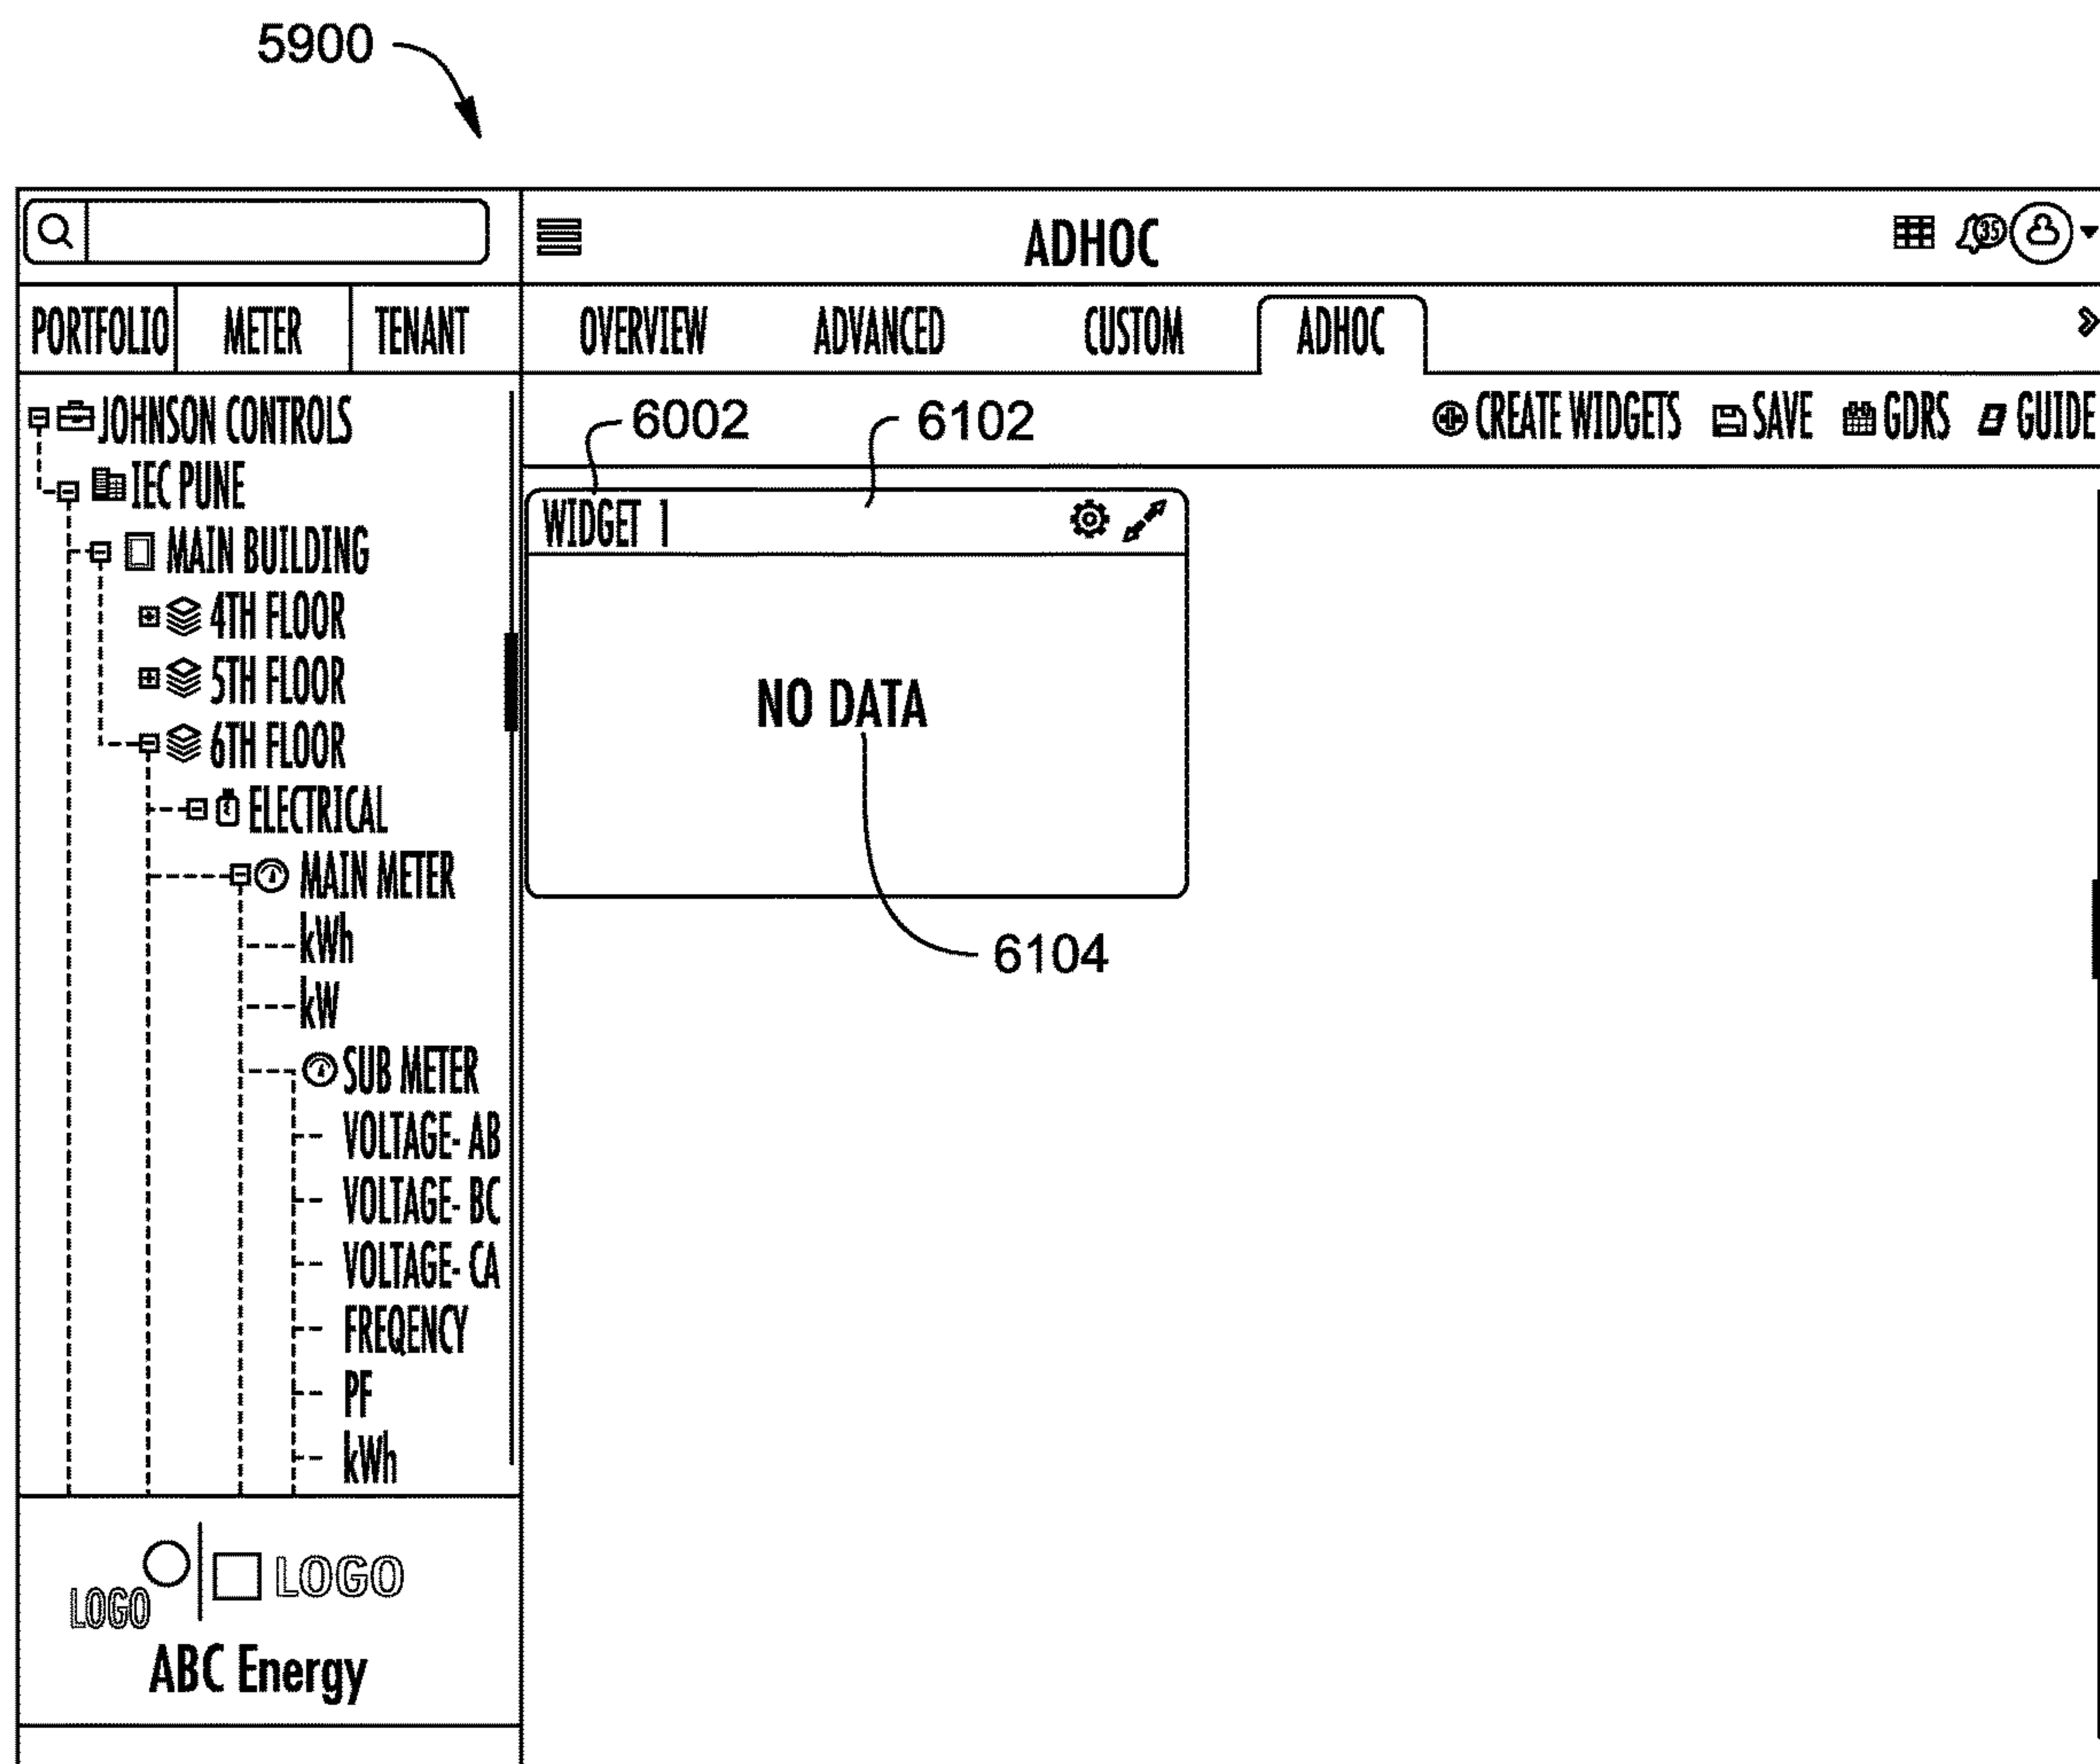 5900
ADHOC
35
PORTFOLIO METER TENANT
OVERVIEW ADVANCED CUSTOM ADHOC
CREATE WIDGETS SAVE GDRS GUIDE
JOHNSON CONTROLS
IEC PUNE
MAIN BUILDING
4TH FLOOR
5TH FLOOR
6TH FLOOR
ELECTRICAL
MAIN METER
kWh
kW
SUB METER
VOLTAGE- AB
VOLTAGE- BC
VOLTAGE- CA
FREQENCY
PF
kWh
6002 6102
WIDGET 1
NO DATA
6104
LOGO LOGO
ABC Energy